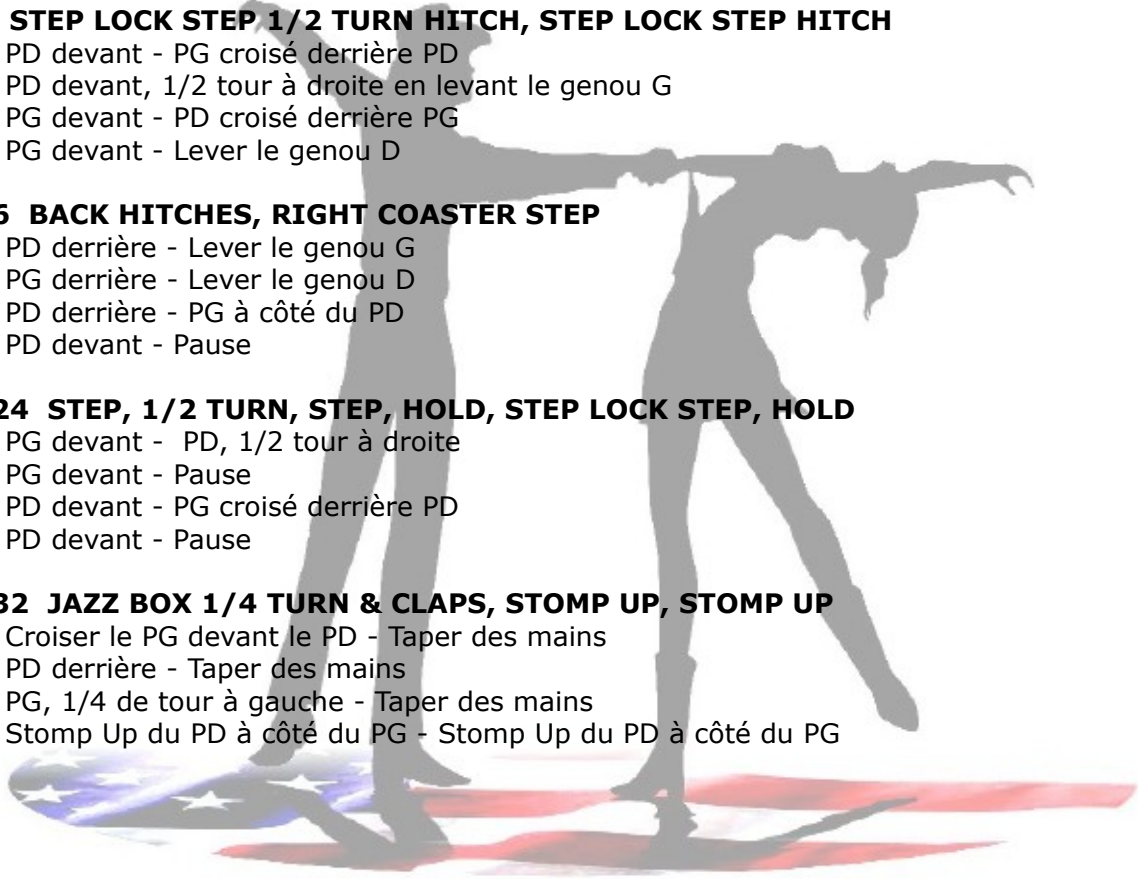 STEP LOCK STEP 1/2 TURN HITCH, STEP LOCK STEP HITCH
PD devant - PG croisé derrière PD
PD devant, 1/2 tour à droite en levant le genou G
PG devant - PD croisé derrière PG
PG devant - Lever le genou D
6 BACK HITCHES, RIGHT COASTER STEP
PD derrière - Lever le genou G
PG derrière - Lever le genou D
PD derrière - PG à côté du PD
PD devant - Pause
24 STEP, 1/2 TURN, STEP, HOLD, STEP LOCK STEP, HOLD
PG devant - PD, 1/2 tour à droite
PG devant - Pause
PD devant - PG croisé derrière PD
PD devant - Pause
32 JAZZ BOX 1/4 TURN & CLAPS, STOMP UP, STOMP UP
Croiser le PG devant le PD - Taper des mains
PD derrière - Taper des mains
PG, 1/4 de tour à gauche - Taper des mains
Stomp Up du PD à côté du PG - Stomp Up du PD à côté du PG